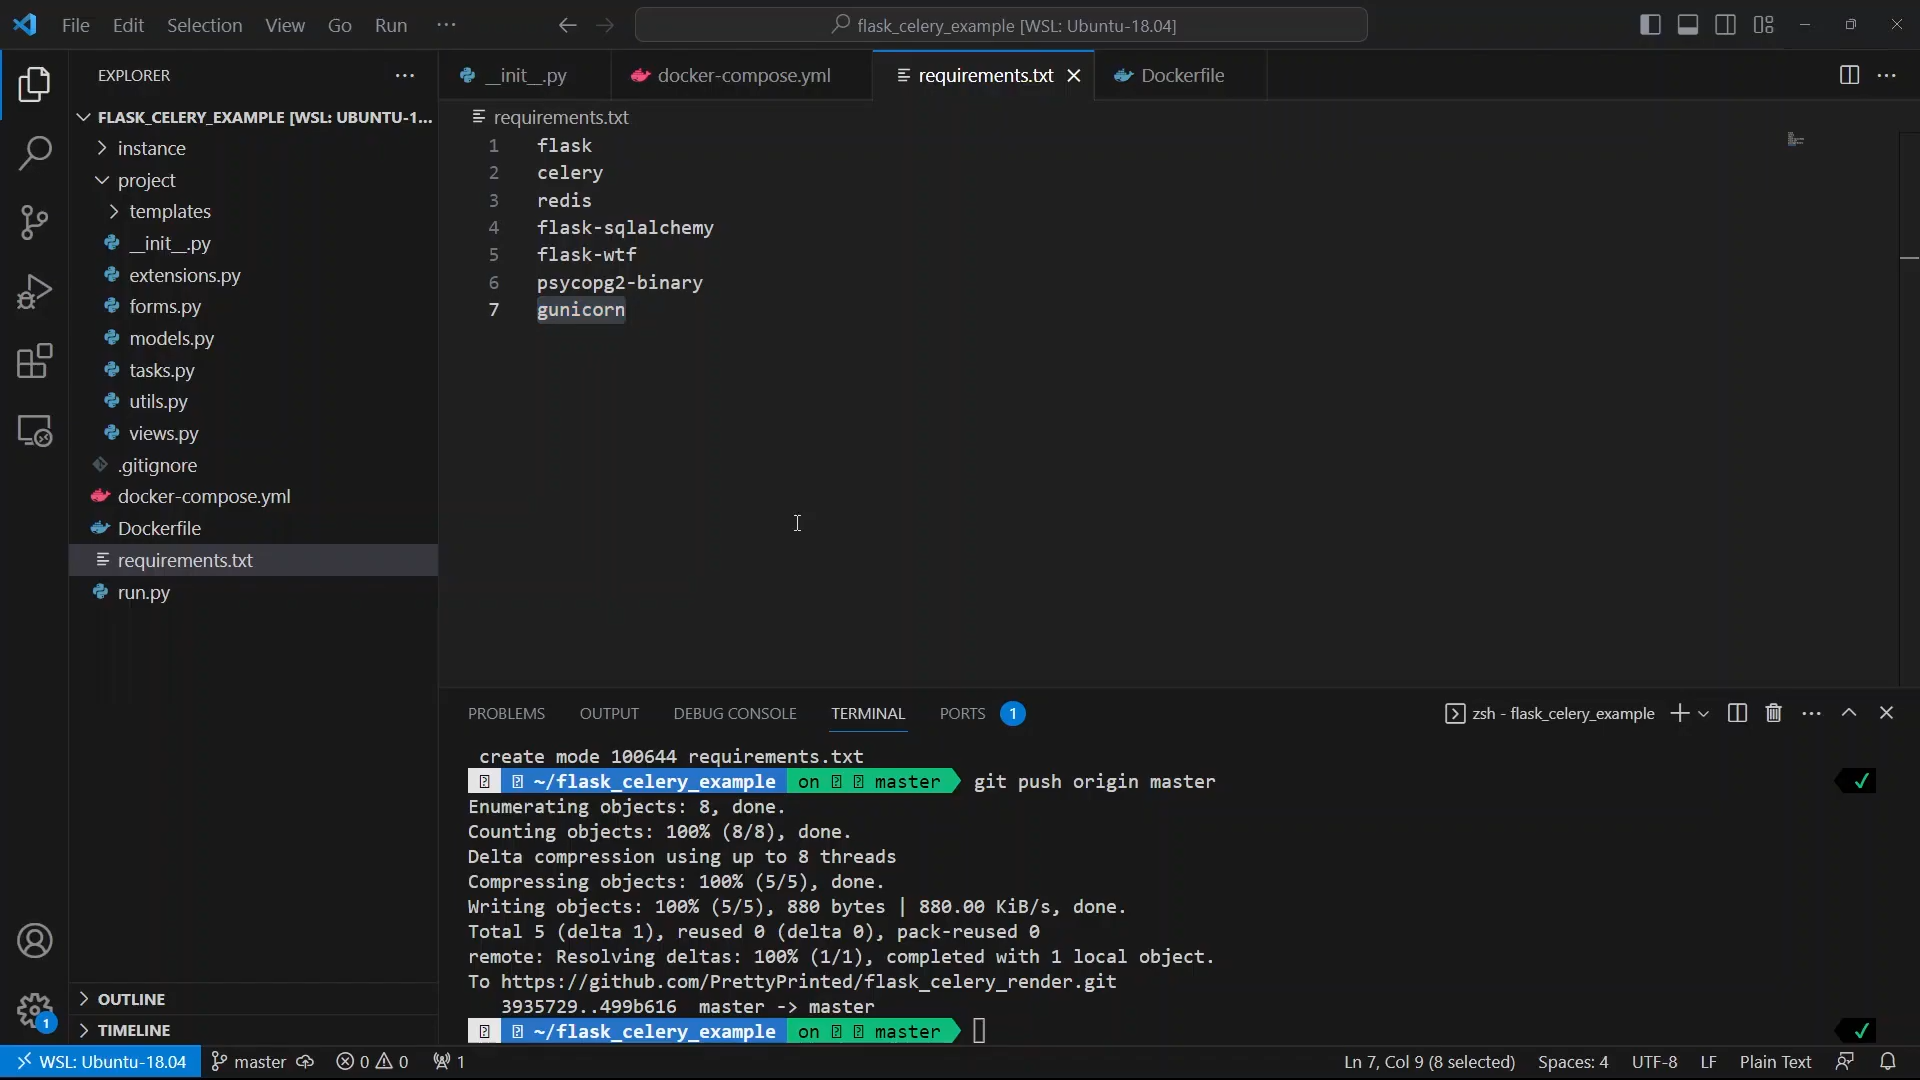 File Edit Selection View Go Run ···
flask_celery_example [WSL: Ubuntu-18.04]
EXPLORER
FLASK_CELERY_EXAMPLE [WSL: UBUNTU-1...
instance
project
templates
__init__.py
extensions.py
forms.py
models.py
tasks.py
utils.py
views.py
.gitignore
docker-compose.yml
Dockerfile
requirements.txt
run.py
OUTLINE
TIMELINE
__init__.py docker-compose.yml requirements.txt Dockerfile
requirements.txt
1 flask
2 celery
3 redis
4 flask-sqlalchemy
5 flask-wtf
6 psycopg2-binary
7 gunicorn
PROBLEMS OUTPUT DEBUG CONSOLE TERMINAL PORTS 1
zsh - flask_celery_example
create mode 100644 requirements.txt
~/flask_celery_example on master git push origin master
Enumerating objects: 8, done.
Counting objects: 100% (8/8), done.
Delta compression using up to 8 threads
Compressing objects: 100% (5/5), done.
Writing objects: 100% (5/5), 880 bytes | 880.00 KiB/s, done.
Total 5 (delta 1), reused 0 (delta 0), pack-reused 0
remote: Resolving deltas: 100% (1/1), completed with 1 local object.
To https://github.com/PrettyPrinted/flask_celery_render.git
3935729..499b616 master -> master
~/flask_celery_example on master
1
WSL: Ubuntu-18.04 master 0 0 1
Ln 7, Col 9 (8 selected) Spaces: 4 UTF-8 LF Plain Text